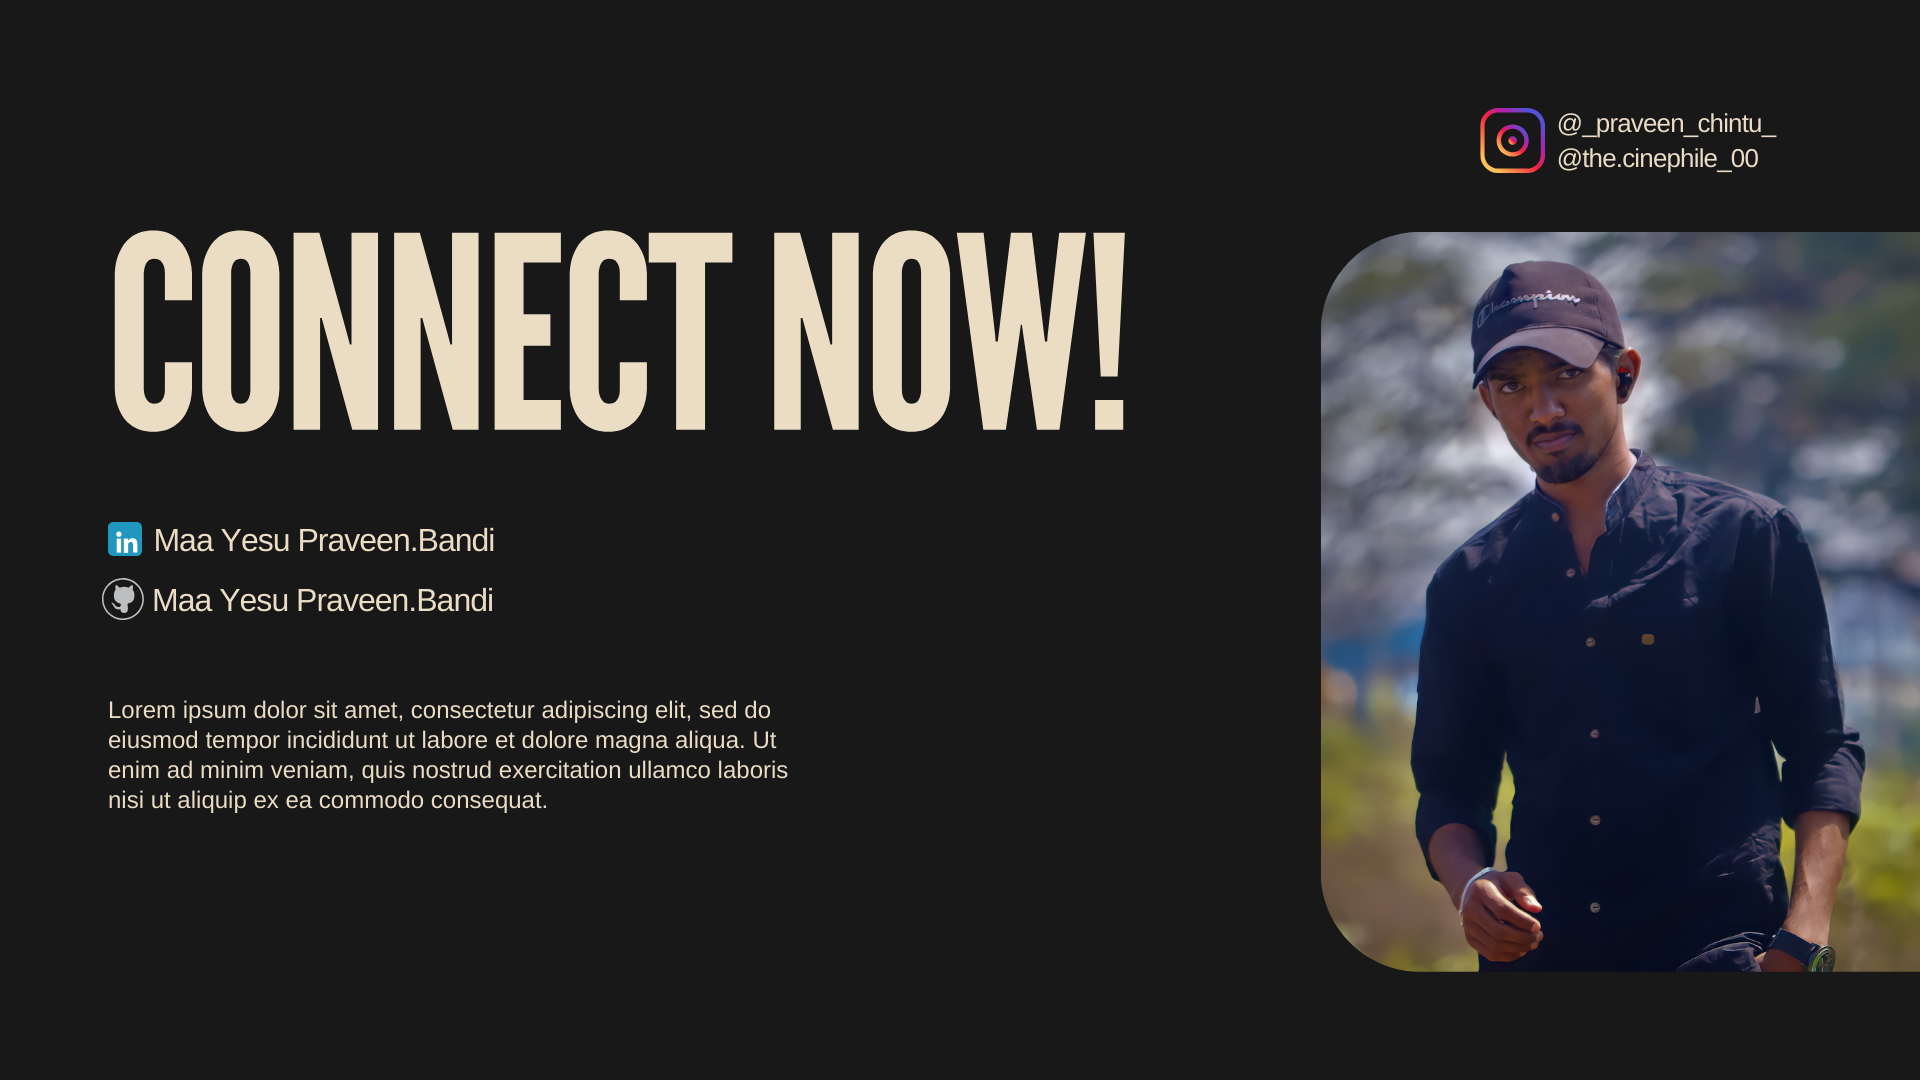 @_praveen_chintu_
@the.cinephile_00
CONNECT NOW!
Champion
in Maa Yesu Praveen.Bandi
Maa Yesu Praveen.Bandi
Lorem ipsum dolor sit amet, consectetur adipiscing elit, sed do
eiusmod tempor incididunt ut labore et dolore magna aliqua. Ut
enim ad minim veniam, quis nostrud exercitation ullamco laboris
nisi ut aliquip ex ea commodo consequat.